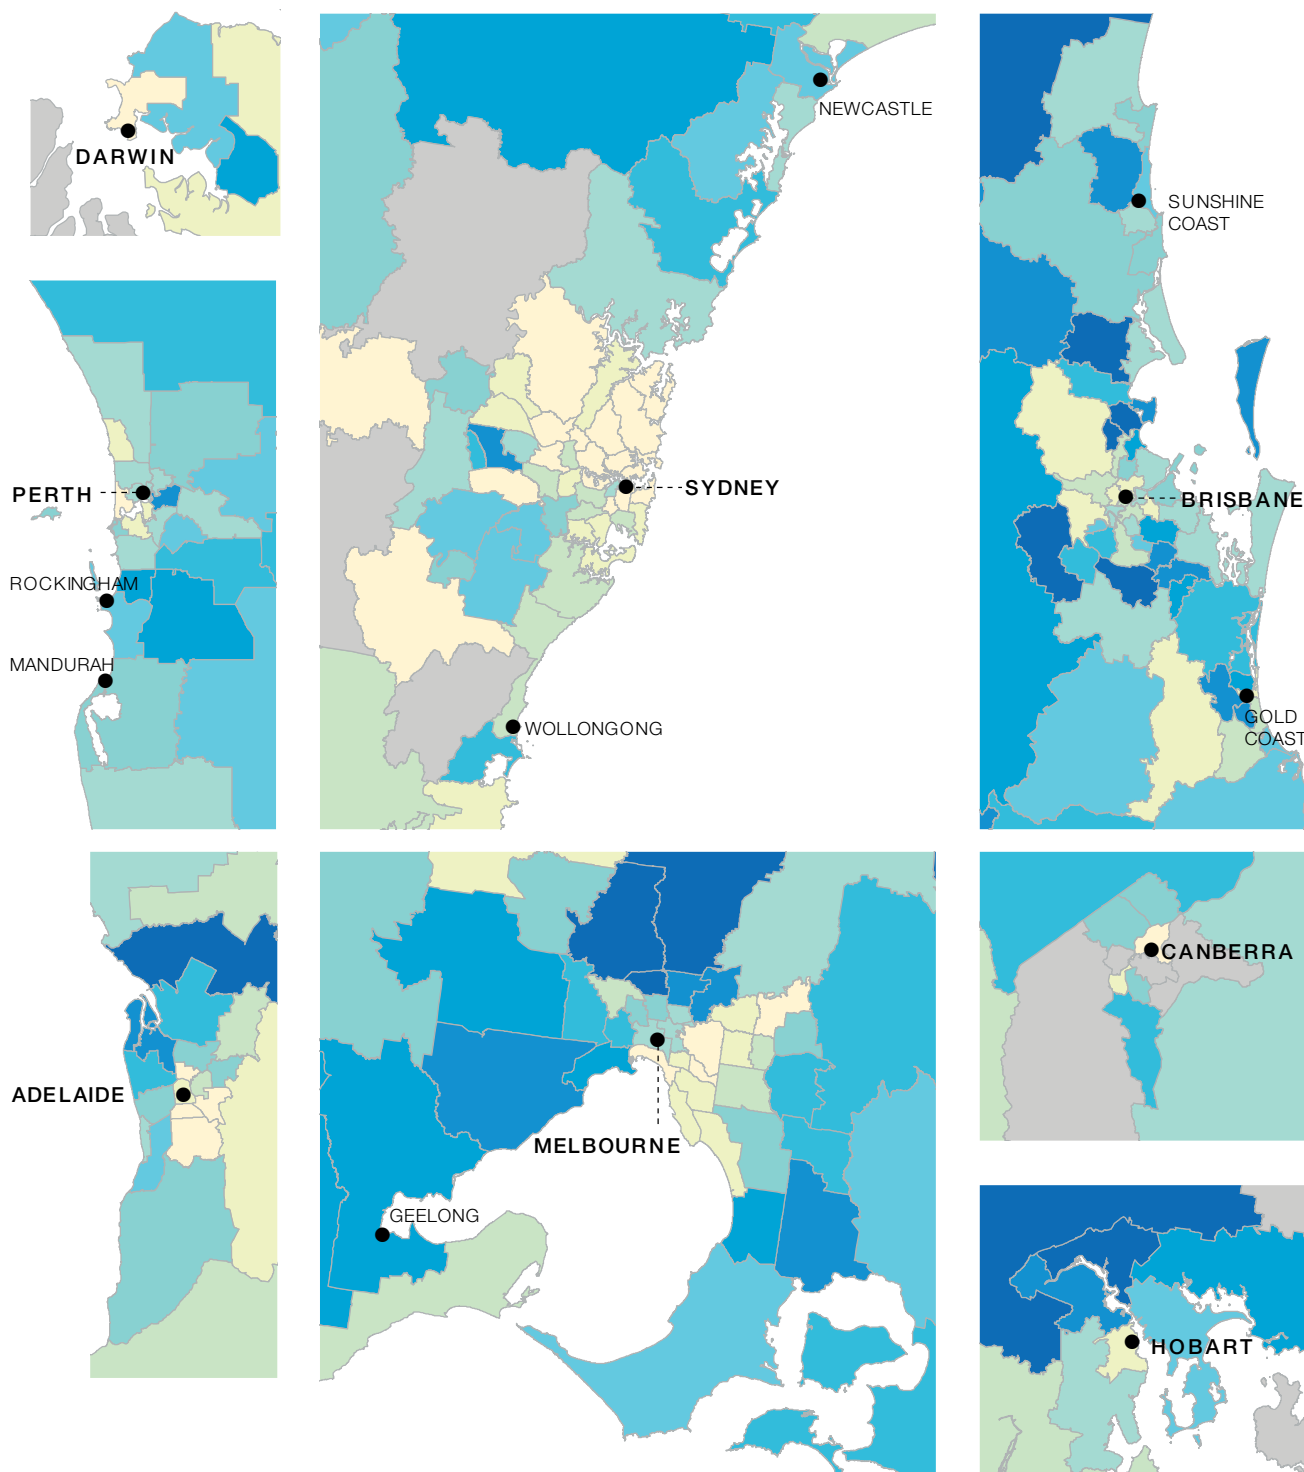 DARWIN
NEWCASTLE
SUNSHINE
COAST
PERTH
SYDNEY
BRISBANE
ROCKINGHAM
MANDURAH
WOLLONGONG
GOLD
COAST
ADELAIDE
MELBOURNE
GEELONG
CANBERRA
HOBART